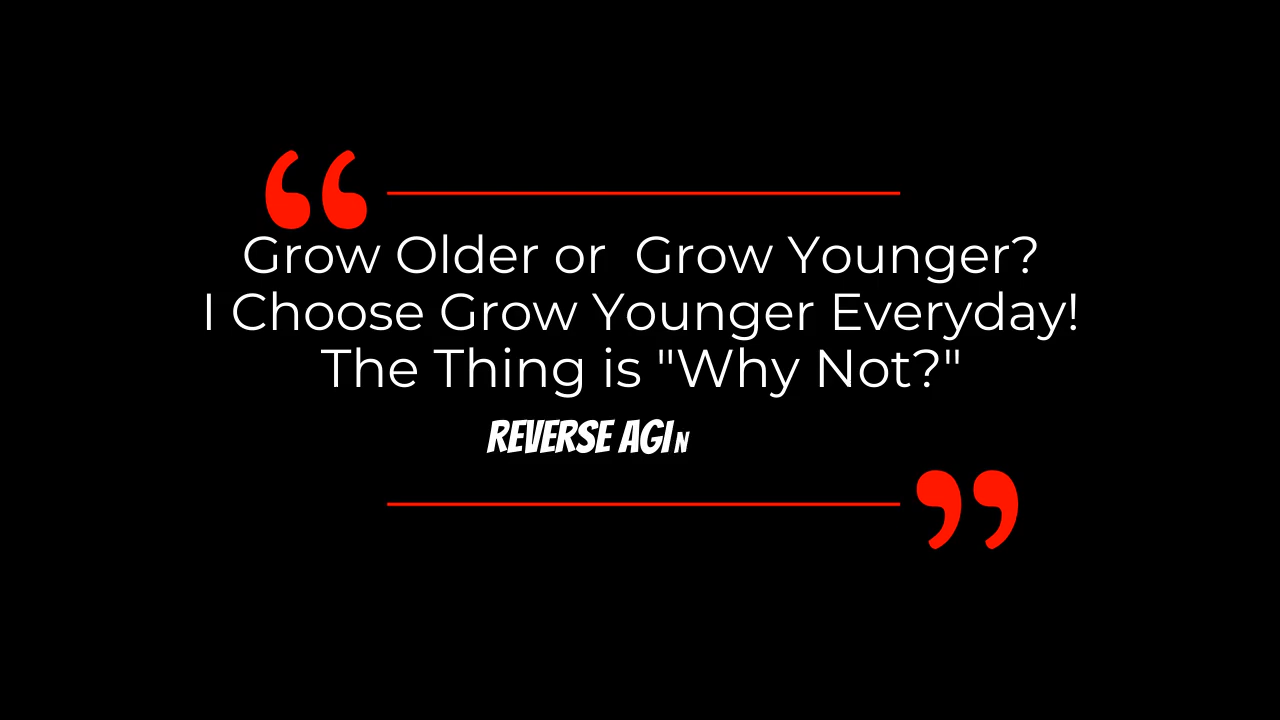 Grow Older or  Grow Younger?
I Choose Grow Younger Everyday!
The Thing is "Why Not?"
REVERSE AGIN